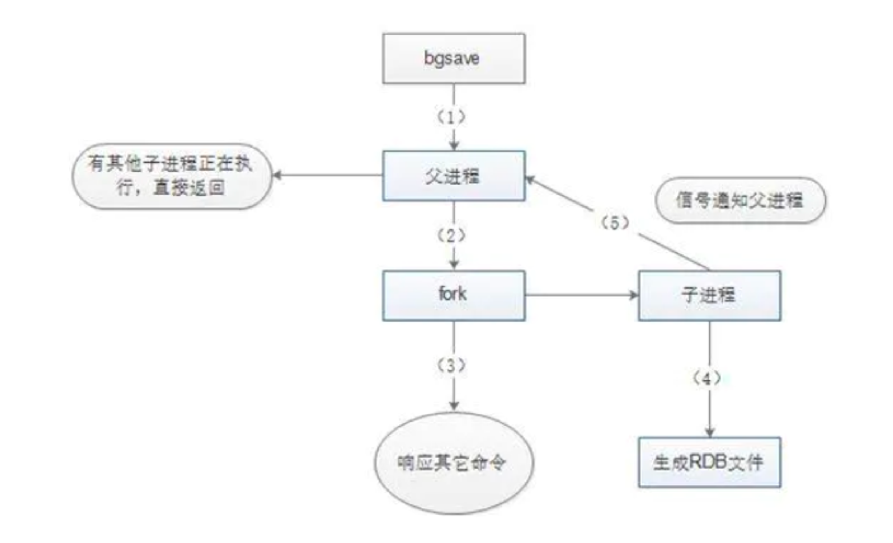 bgsave
（1）
有其他子进程正在执
行，直接返回
父进程
信号通知父进程
（5）
（2）
fork
子进程
（3）
（4）
响应其它命令
生成RDB文件